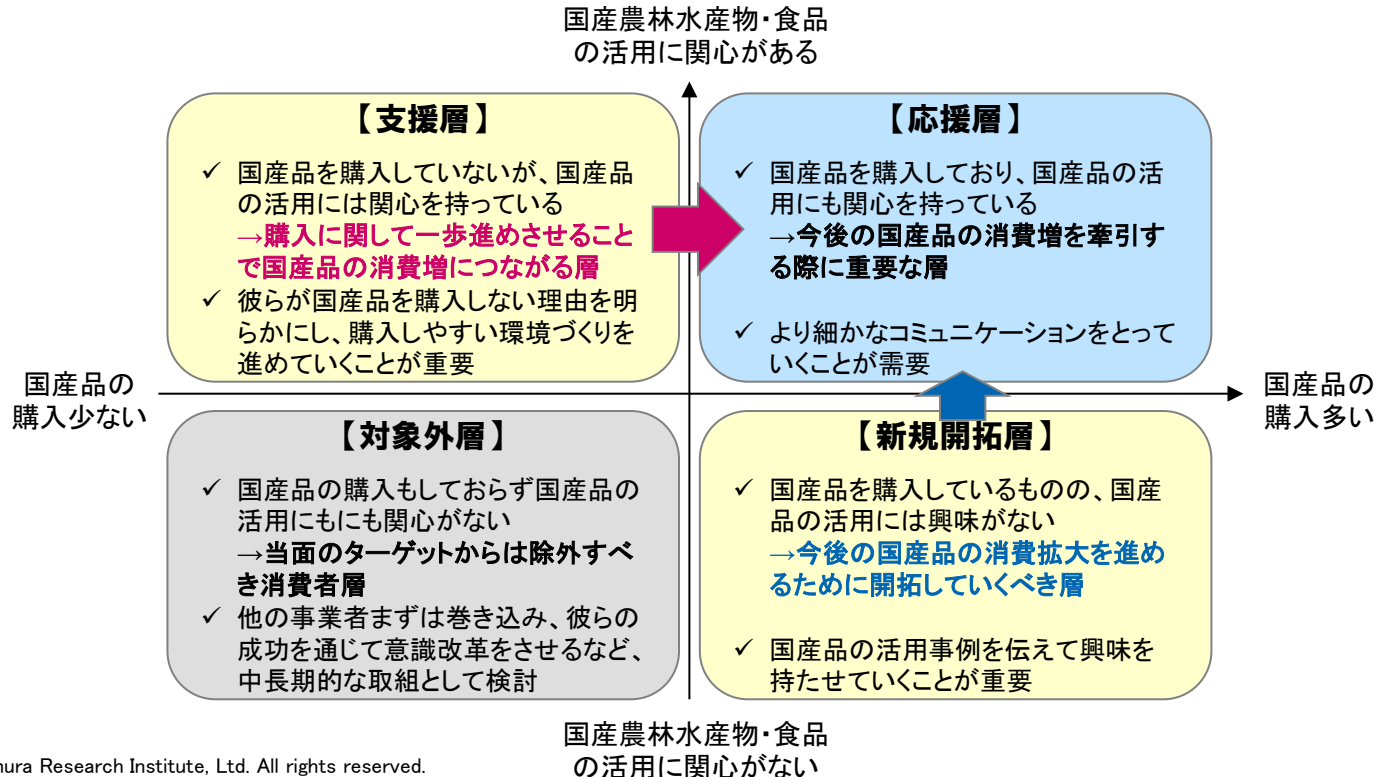 国産農林水産物・食品
の活用に関心がある
【支援層】
✓ 国産品を購入していないが、国産品
の活用には関心を持っている
→購入に関して一歩進めさせること
で国産品の消費増につながる層
✓ 彼らが国産品を購入しない理由を明
らかにし、購入しやすい環境づくりを
進めていくことが重要
【応援層】
✓ 国産品を購入しており、国産品の活
用にも関心を持っている
→今後の国産品の消費増を牽引す
る際に重要な層
✓ より細かなコミュニケーションをとって
いくことが需要
国産品の
購入少ない
国産品の
購入多い
【対象外層】
✓ 国産品の購入もしておらず国産品の
活用にもにも関心がない
→当面のターゲットからは除外すべ
き消費者層
✓ 他の事業者まずは巻き込み、彼らの
成功を通じて意識改革をさせるなど、
中長期的な取組として検討
【新規開拓層】
✓ 国産品を購入しているものの、国産
品の活用には興味がない
→今後の国産品の消費拡大を進め
るために開拓していくべき層
✓ 国産品の活用事例を伝えて興味を
持たせていくことが重要
国産農林水産物・食品
の活用に関心がない
mura Research Institute, Ltd. All rights reserved.